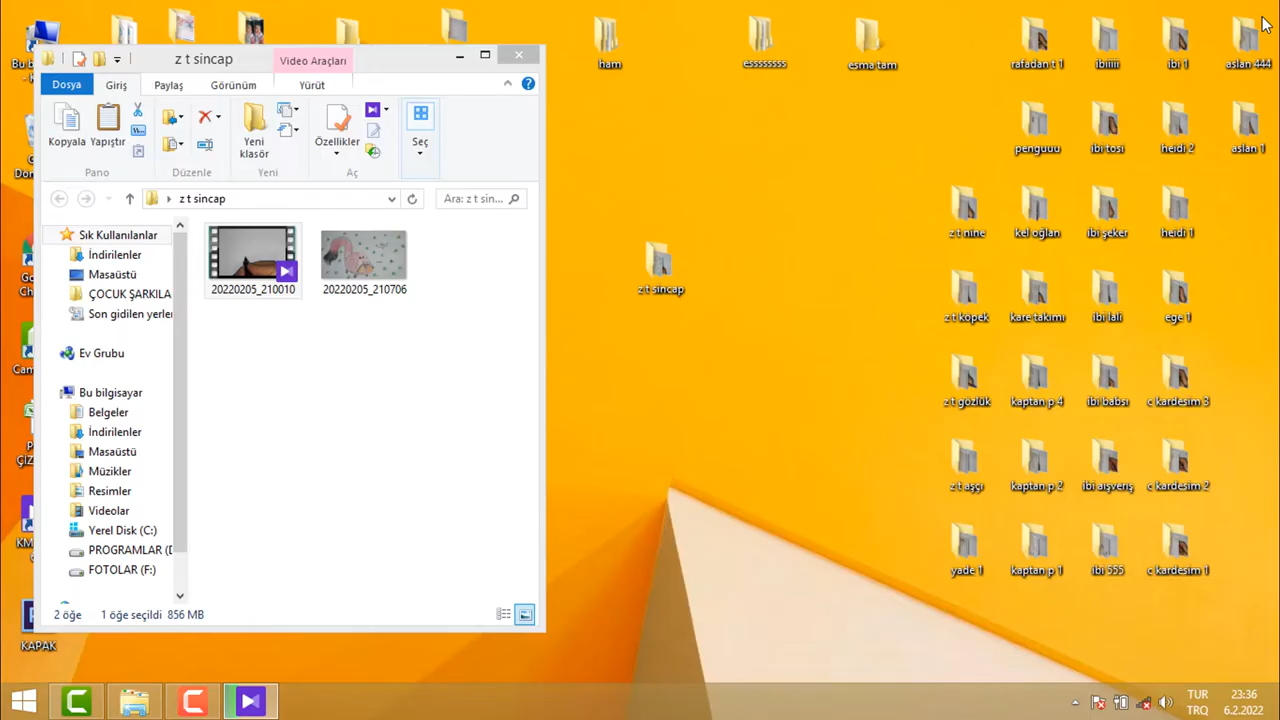 z t sincap
Video Araçları
Dosya
Giriş
Paylaş
Görünüm
Yürüt
Kopyala
Yapıştır
Yeni
klasör
Özellikler
Seç
Pano
Düzenle
Yeni
Aç
z t sincap
Ara: z t sin...
Sık Kullanılanlar
İndirilenler
Masaüstü
ÇOCUK ŞARKILA
Son gidilen yerler
Ev Grubu
Bu bilgisayar
Belgeler
İndirilenler
Masaüstü
Müzikler
Resimler
Videolar
Yerel Disk (C:)
PROGRAMLAR (D
FOTOLAR (F:)
20220205_210010
20220205_210706
2 öğe
1 öğe seçildi 856 MB
KAPAK
z t sincap
ham
esssssss
esma tam
rafadan t 1
ibiiiiii
ibi 1
aslan 444
penguuu
ibi tosi
heidi 2
aslan 1
z t nine
kel oğlan
ibi şeker
heidi 1
z t köpek
kare takımı
ibi lali
ege 1
z t gözlük
kaptan p 4
ibi babsı
c kardesim 3
z t aşçı
kaptan p 2
ibi alışveriş
c kardesim 2
yade 1
kaptan p 1
ibi 555
c kardesim 1
TUR
TRQ
23:36
6.2.2022